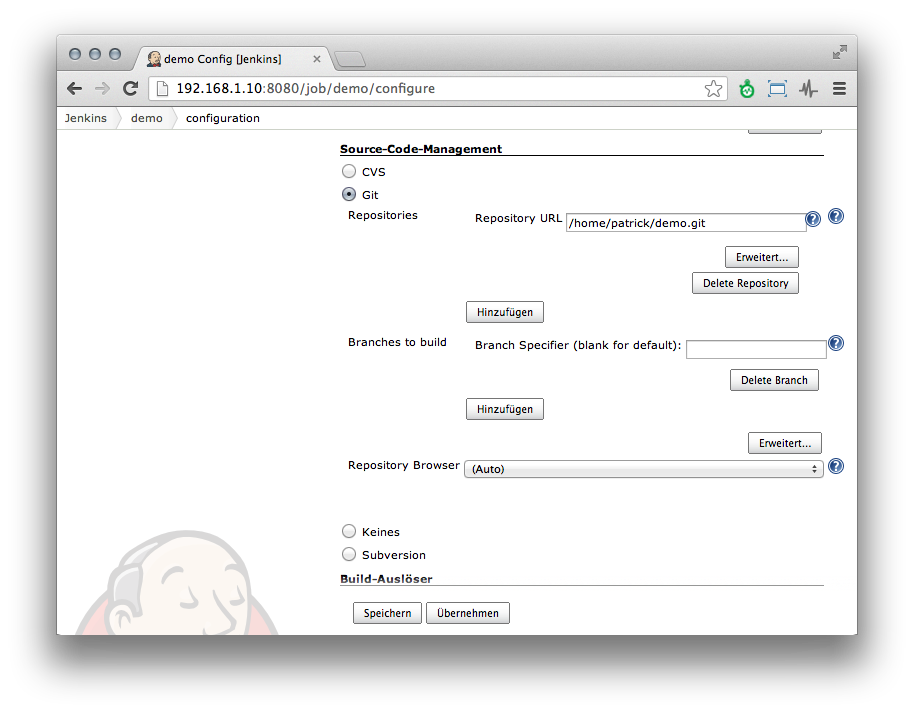 demo Config [Jenkins]
192.168.1.10:8080/job/demo/configure
Jenkins demo configuration
Source-Code-Management
CVS
Git
Repositories Repository URL /home/patrick/demo.git
Erweitert...
Delete Repository
Hinzufügen
Branches to build Branch Specifier (blank for default):
Delete Branch
Hinzufügen
Erweitert...
Repository Browser (Auto)
Keines
Subversion
Build-Auslöser
Speichern Übernehmen